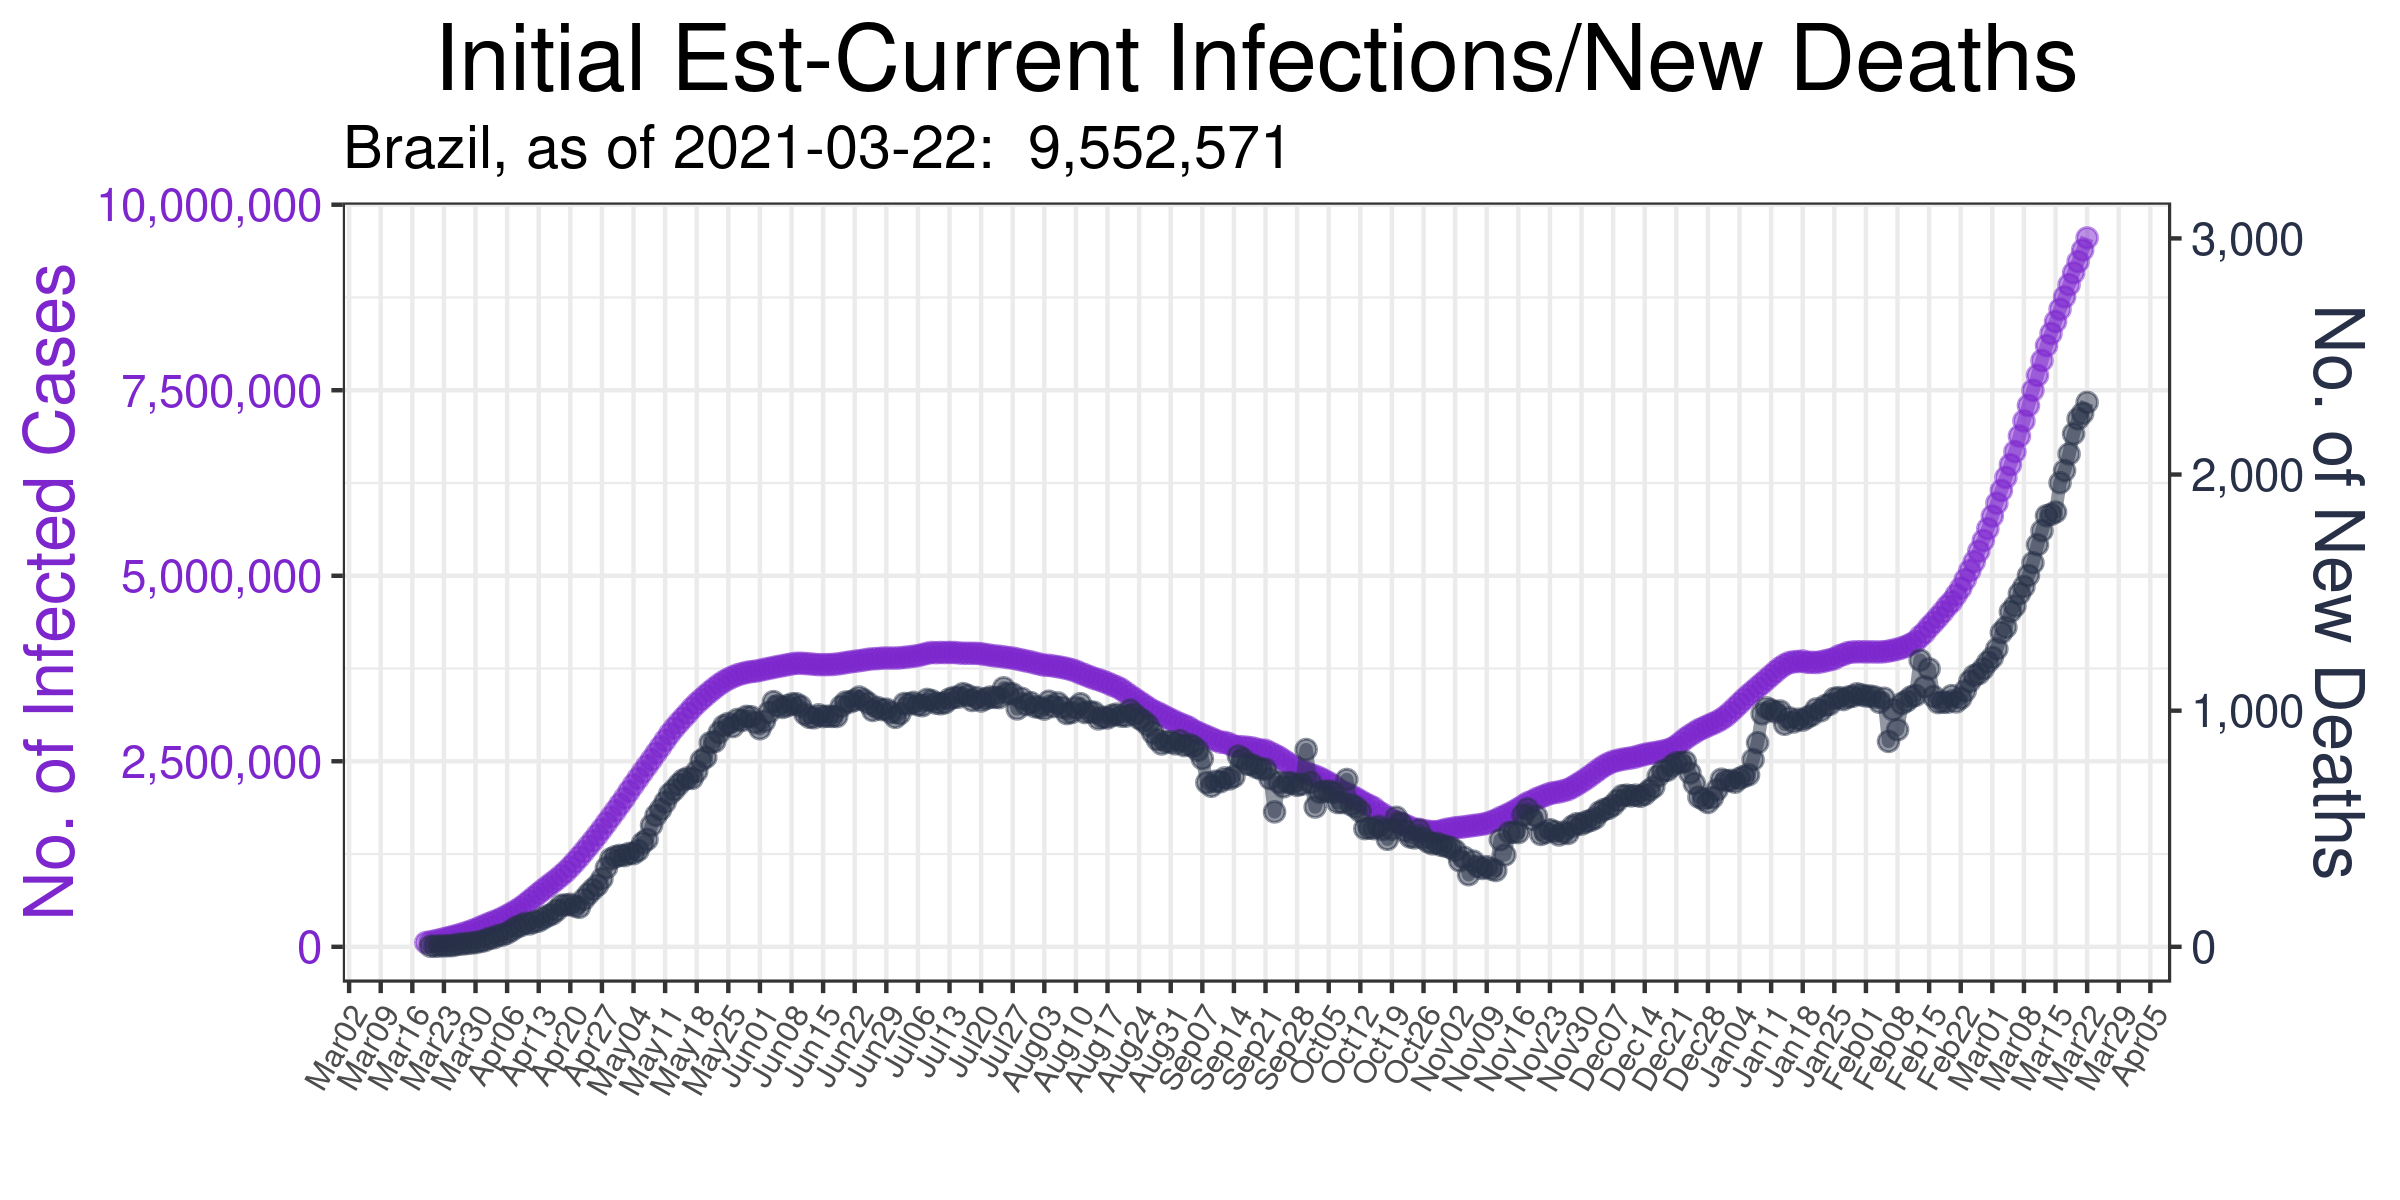 Initial Est-Current Infections/New Deaths
Brazil, as of 2021-03-22:  9,552,571
No. of Infected Cases
10,000,000
7,500,000
5,000,000
2,500,000
0
3,000
2,000
1,000
0
No. of New Deaths
Mar02
Mar09
Mar16
Mar23
Mar30
Apr06
Apr13
Apr20
Apr27
May04
May11
May18
May25
Jun01
Jun08
Jun15
Jun22
Jun29
Jul06
Jul13
Jul20
Jul27
Aug03
Aug10
Aug17
Aug24
Aug31
Sep07
Sep14
Sep21
Sep28
Oct05
Oct12
Oct19
Oct26
Nov02
Nov09
Nov16
Nov23
Nov30
Dec07
Dec14
Dec21
Dec28
Jan04
Jan11
Jan18
Jan25
Feb01
Feb08
Feb15
Feb22
Mar01
Mar08
Mar15
Mar22
Mar29
Apr05